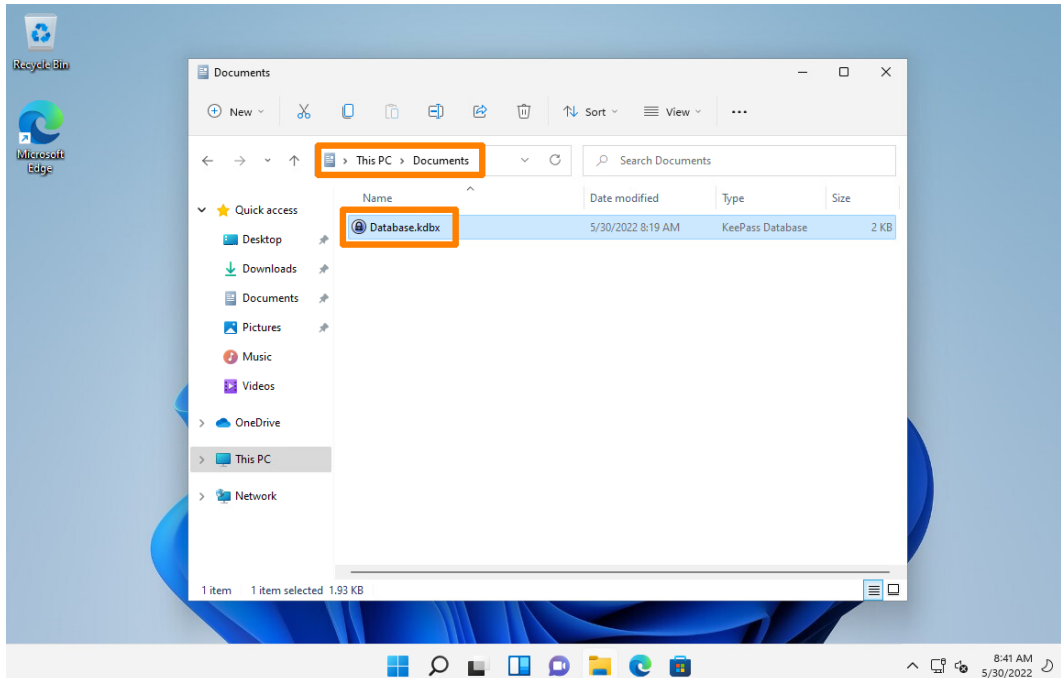 Recycle Bin
Microsoft
Edge
Documents
New
Sort
View
This PC > Documents
Search Documents
Name Date modified Type Size
Quick access
Database.kdbx 5/30/2022 8:19 AM KeePass Database 2 KB
Desktop
Downloads
Documents
Pictures
Music
Videos
OneDrive
This PC
Network
1 item 1 item selected 1.93 KB
8:41 AM
5/30/2022